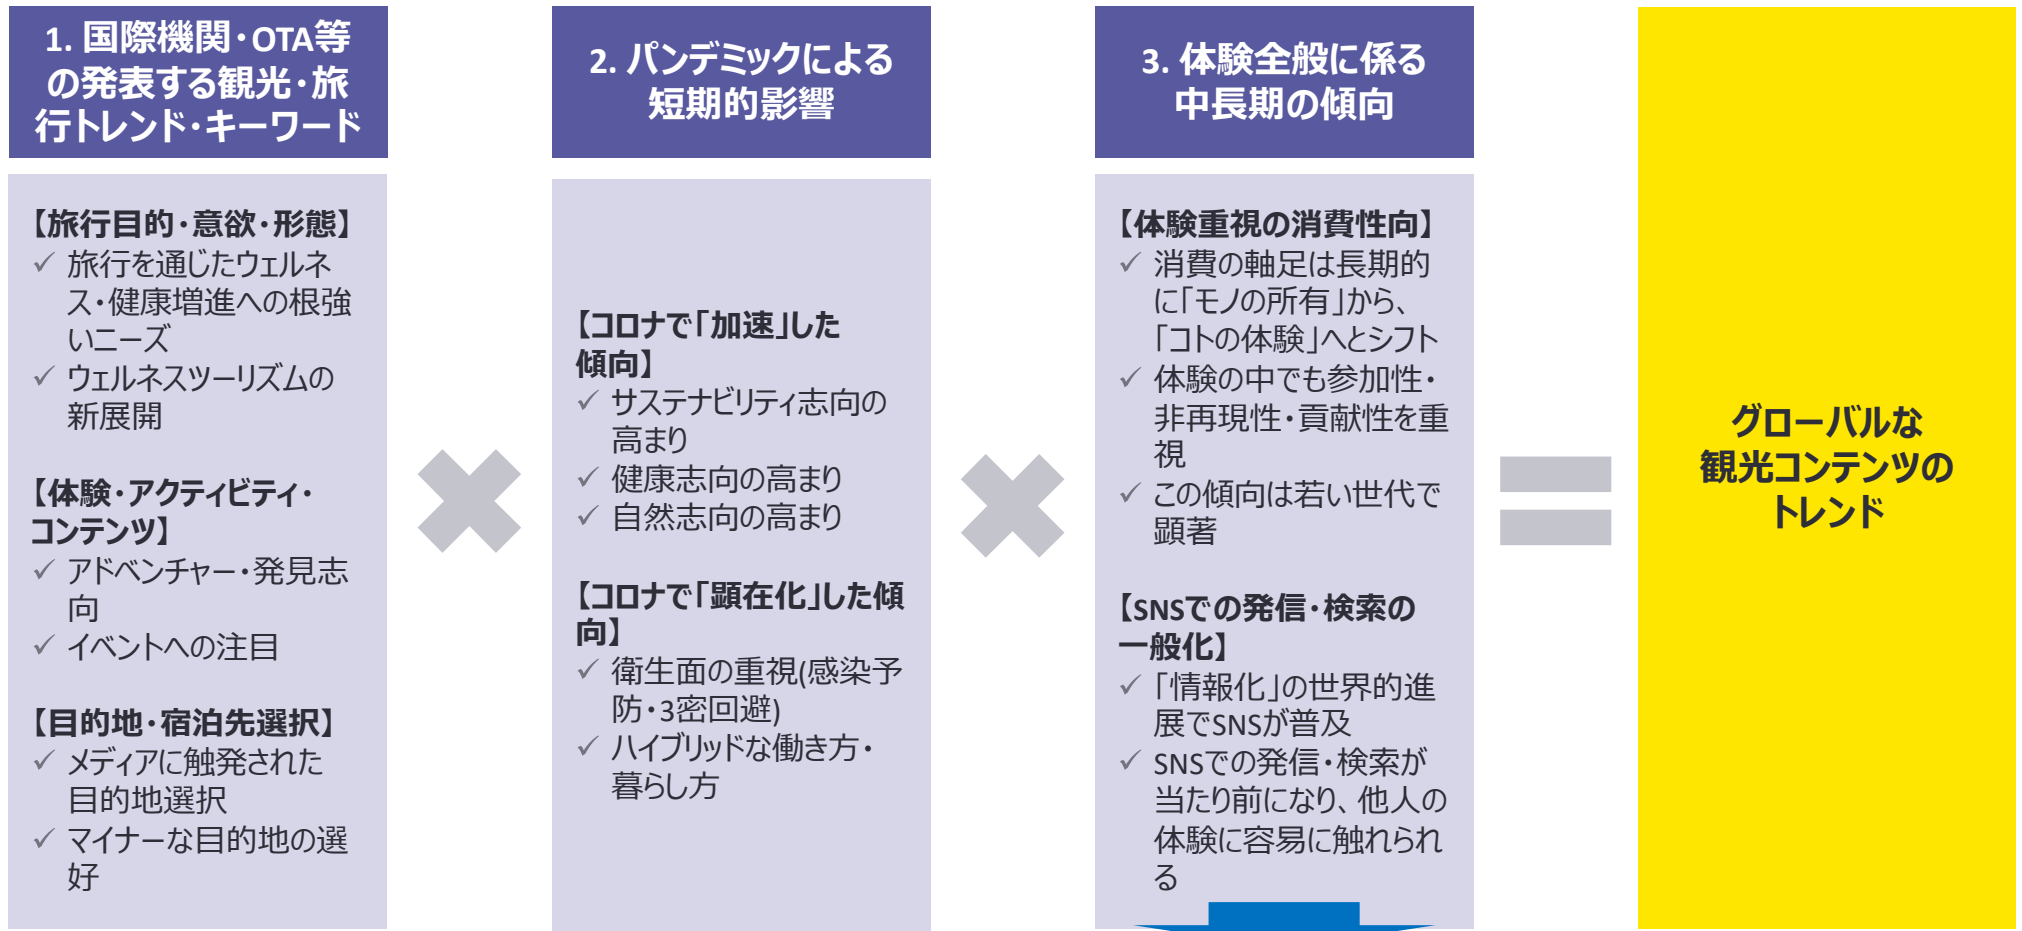 1. 国際機関・OTA等
の発表する観光・旅
行トレンド・キーワード
【旅行目的・意欲・形態】
✓ 旅行を通じたウェルネ
ス・健康増進への根強
いニーズ
✓ ウェルネスツーリズムの
新展開
【体験・アクティビティ・
コンテンツ】
✓ アドベンチャー・発見志
向
✓ イベントへの注目
【目的地・宿泊先選択】
✓ メディアに触発された
目的地選択
✓ マイナーな目的地の選
好
2. パンデミックによる
短期的影響
【コロナで「加速」した
傾向】
✓ サステナビリティ志向の
高まり
✓ 健康志向の高まり
✓ 自然志向の高まり
【コロナで「顕在化」した傾
向】
✓ 衛生面の重視(感染予
防・3密回避)
✓ ハイブリッドな働き方・
暮らし方
3. 体験全般に係る
中長期の傾向
【体験重視の消費性向】
✓ 消費の軸足は長期的
に「モノの所有」から、
「コトの体験」へとシフト
✓ 体験の中でも参加性・
非再現性・貢献性を重
視
✓ この傾向は若い世代で
顕著
【SNSでの発信・検索の
一般化】
✓ 「情報化」の世界的進
展でSNSが普及
✓ SNSでの発信・検索が
当たり前になり、他人の
体験に容易に触れられ
る
グローバルな
観光コンテンツの
トレンド